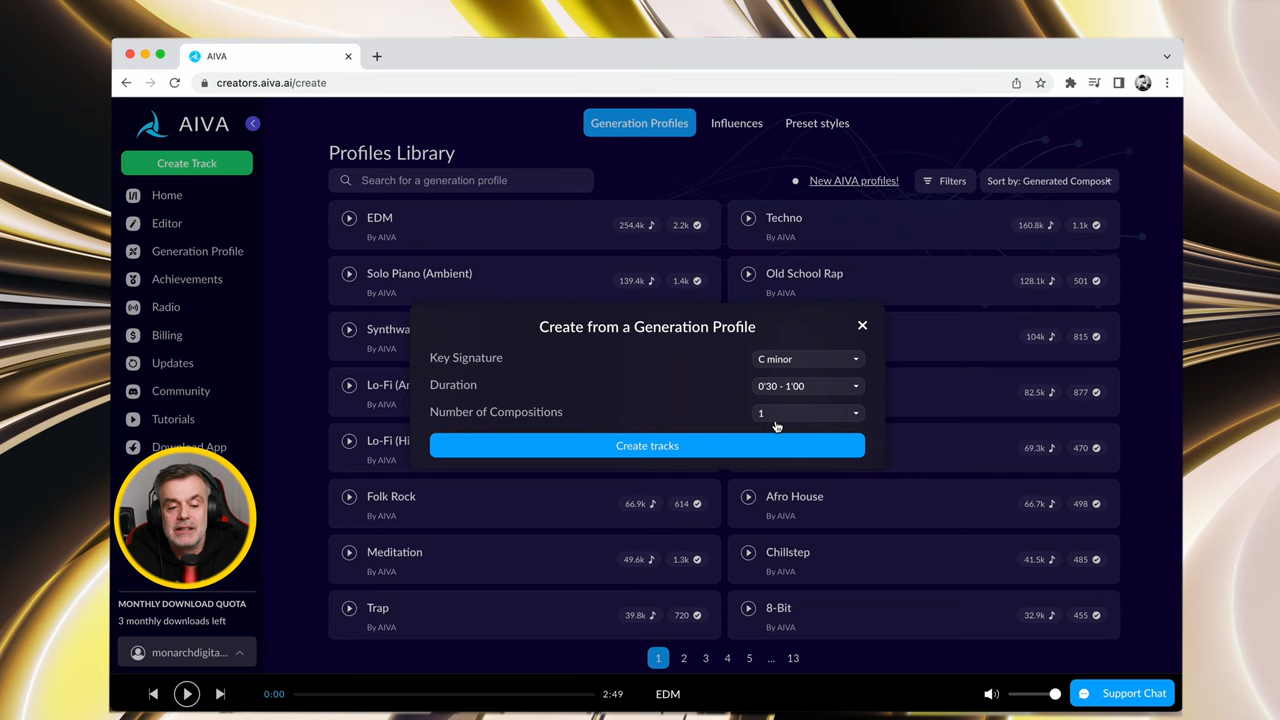 AIVA
creators.aiva.ai/create
AIVA
Create Track
Home
Editor
Generation Profile
Achievements
Radio
Billing
Updates
Community
Tutorials
Download App
MONTHLY DOWNLOAD QUOTA
3 monthly downloads left
monarchdigita...
Generation Profiles
Influences
Preset styles
Profiles Library
Search for a generation profile
New AIVA profiles!
Filters
Sort by: Generated Composit
EDM
By AIVA
254.4k
2.2k
Techno
By AIVA
160.8k
1.1k
Solo Piano (Ambient)
By AIVA
139.4k
1.4k
Old School Rap
By AIVA
128.1k
501
Synthwa
By AIVA
104k
815
Lo-Fi (Ar
By AIVA
82.5k
877
Lo-Fi (Hi
By AIVA
69.3k
470
Create from a Generation Profile
Key Signature
C minor
Duration
0'30 - 1'00
Number of Compositions
1
Create tracks
Folk Rock
By AIVA
66.9k
614
Afro House
By AIVA
66.7k
498
Meditation
By AIVA
49.6k
1.3k
Chillstep
By AIVA
41.5k
485
Trap
By AIVA
39.8k
720
8-Bit
By AIVA
32.9k
455
1 2 3 4 5 ... 13
0:00
2:49
EDM
Support Chat